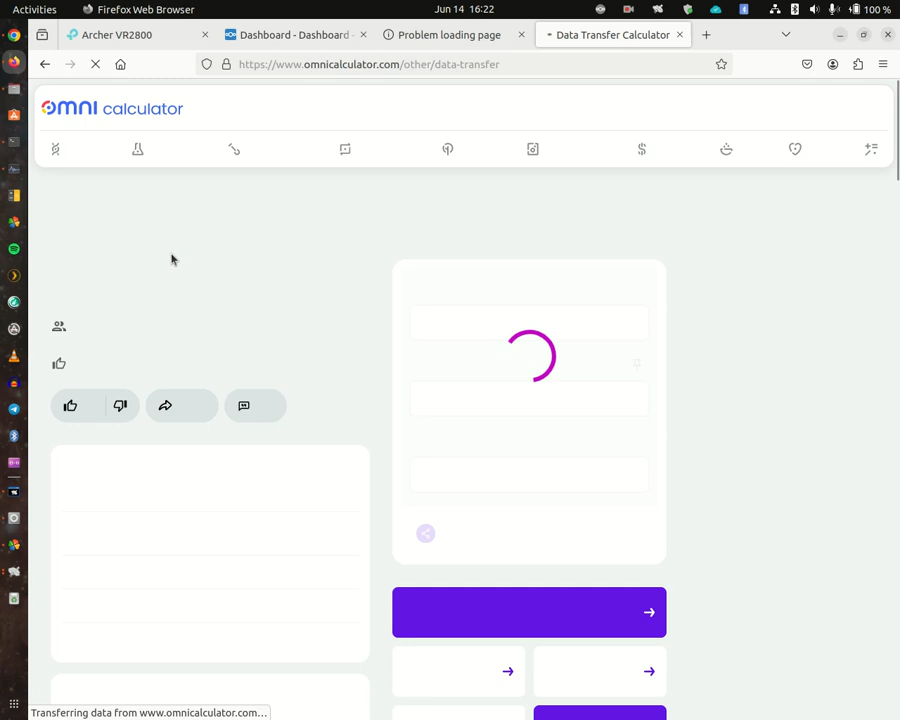 Activities
Firefox Web Browser
Jun 14 16:22
100 %
Archer VR2800
Dashboard - Dashboard -
Problem loading page
Data Transfer Calculator
https://www.omnicalculator.com/other/data-transfer
omni calculator
Transferring data from www.omnicalculator.com…